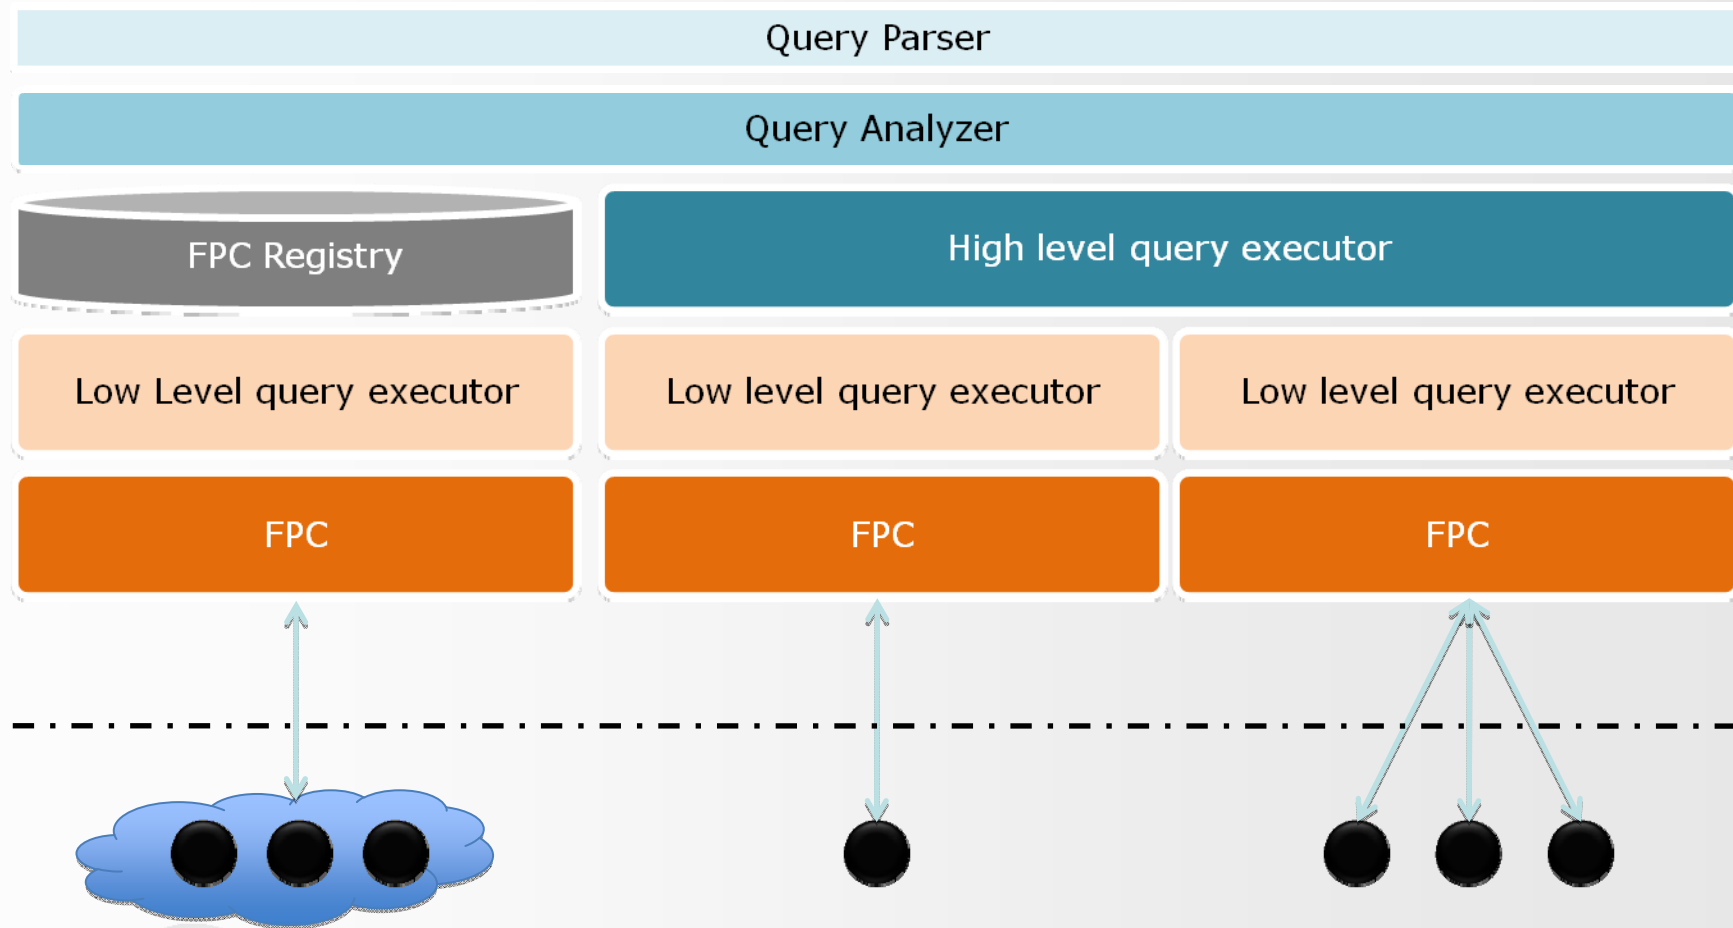 Query Parser
Query Analyzer
FPC Registry
High level query executor
Low Level query executor
Low level query executor
Low level query executor
FPC
FPC
FPC